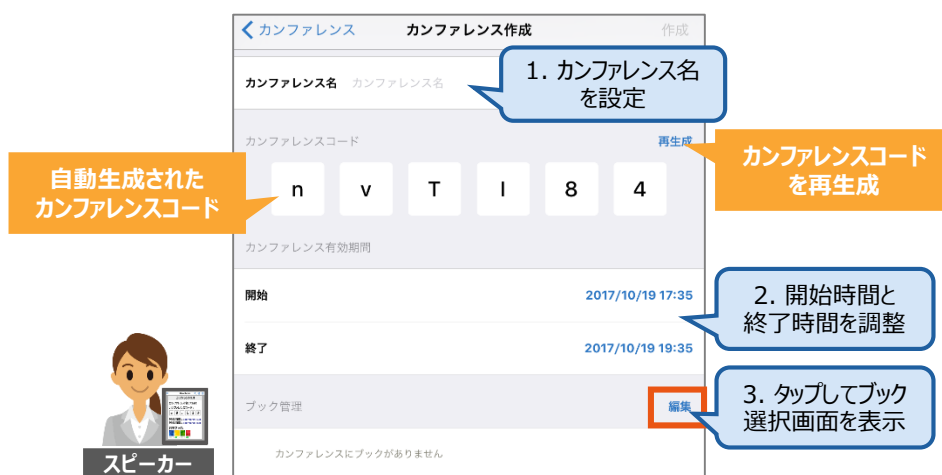 カンファレンス
カンファレンス作成
作成
カンファレンス名
カンファレンス名
1. カンファレンス名
を設定
カンファレンスコード
再生成
カンファレンスコード
を再生成
自動生成された
カンファレンスコード
n v T I 8 4
カンファレンス有効期間
開始
2017/10/19 17:35
2. 開始時間と
終了時間を調整
終了
2017/10/19 19:35
ブック管理
編集
3. タップしてブック
選択画面を表示
カンファレンスにブックがありません
スピーカー